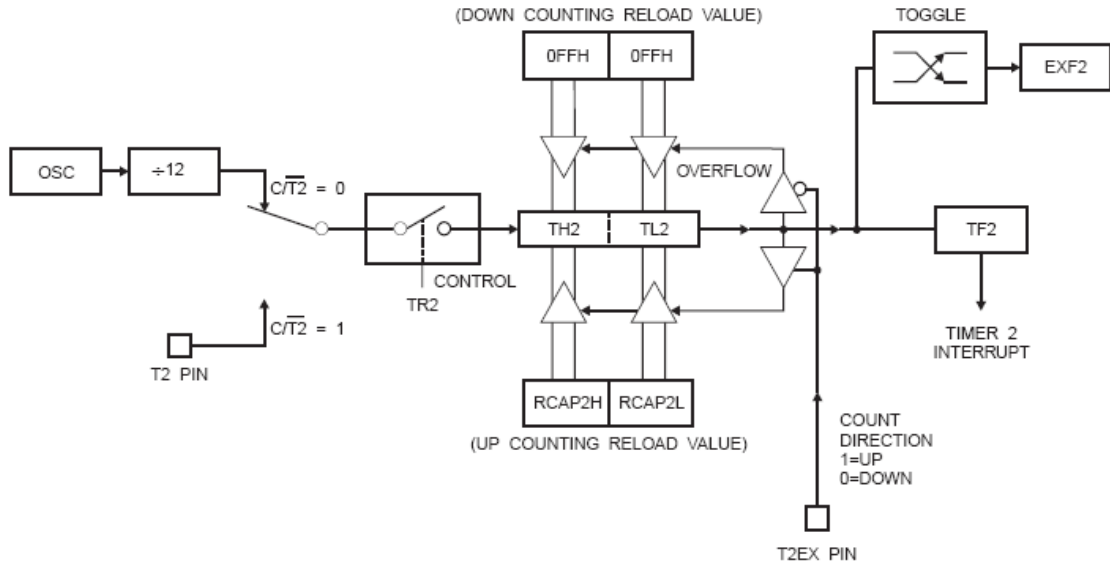 (DOWN COUNTING RELOAD VALUE)
TOGGLE
0FFH
0FFH
EXF2
OSC
÷12
OVERFLOW
C/T2̅ = 0
TH2
TL2
TF2
CONTROL
TR2
C/T2̅ = 1
TIMER 2
INTERRUPT
T2 PIN
RCAP2H
RCAP2L
(UP COUNTING RELOAD VALUE)
COUNT
DIRECTION
1=UP
0=DOWN
T2EX PIN